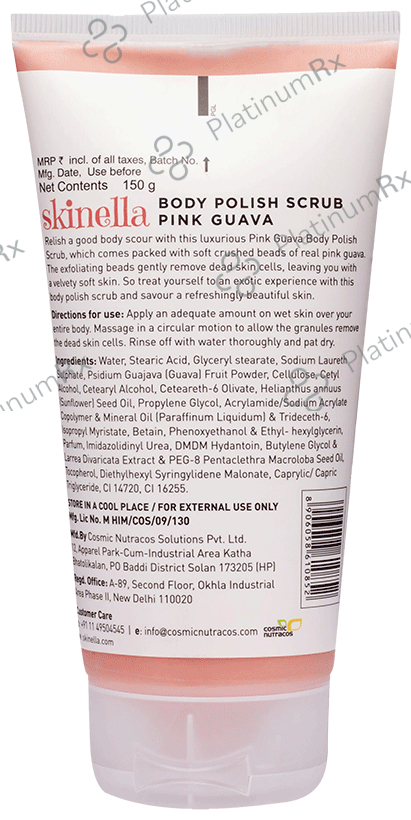 PlatinumRx
PlatinumRx
POL
MRP ₹ incl. of all taxes, Batch No.
Mfg. Date, Use before
Net Contents 150 g
skinella BODY POLISH SCRUB
PINK GUAVA
Relish a good body scour with this luxurious Pink Guava Body Polish
Scrub, which comes packed with soft crushed beads of real pink guava.
The exfoliating beads gently remove dead skin cells, leaving you with
a velvety soft skin. So treat yourself to an epic experience with this
body polish scrub and savour a refreshingly beautiful skin.
Directions for use: Apply an adequate amount on wet skin over your
entire body. Massage in a circular motion to allow the granules remove
the dead skin cells. Rinse off with water thoroughly and pat dry.
Ingredients: Water, Stearic Acid, Glyceryl stearate, Sodium Laureth
Sulphate, Psidium Guajava (Guava) Fruit Powder, Cellulose, Cetyl
Alcohol, Cetearyl Alcohol, Ceteareth-6 Olivate, Helianthus annuus
(Sunflower) Seed Oil, Propylene Glycol, Acrylamide/Sodium Acrylate
Copolymer & Mineral Oil (Paraffinum Liquidum) & Trideceth-6,
Isopropyl Myristate, Betain, Phenoxyethanol & Ethyl- hexylglycerin,
Parfum, Imidazolidinyl Urea, DMDM Hydantoin, Butylene Glycol &
Larrea Divaricata Extract & PEG-8 Pentaclethra Macroloba Seed Oil,
Tocopherol, Diethylhexyl Syringylidene Malonate, Caprylic/ Capric
Triglyceride, CI 14720, CI 16255.
STORE IN A COOL PLACE / FOR EXTERNAL USE ONLY
Mfg. Lic No. M HIM/COS/09/130
Mfd.By Cosmic Nutracos Solutions Pvt. Ltd.
Apparel Park-Cum-Industrial Area Katha
Bhatolikalan, PO Baddi District Solan 173205 (HP)
Regd. Office: A-89, Second Floor, Okhla Industrial
Area Phase II, New Delhi 110020
Customer Care
+91 11 49504545 | e: info@cosmicnutracos.com
www.skinella.com
cosmic
nutracos
8906058610852